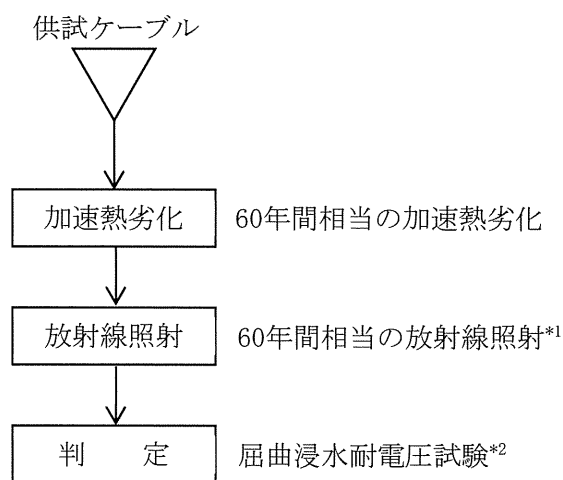 供試ケーブル
加速熱劣化 60年間相当の加速熱劣化
放射線照射 60年間相当の放射線照射*1
判 定 屈曲浸水耐電圧試験*2